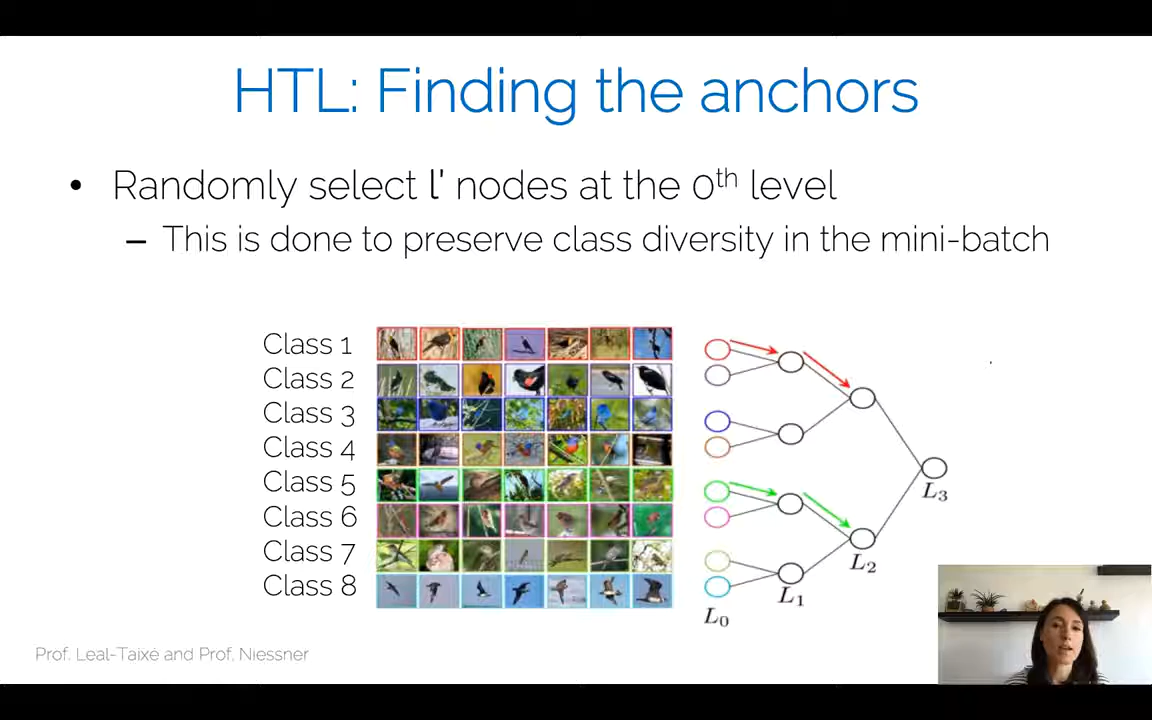 HTL: Finding the anchors
• Randomly select l' nodes at the 0th level
– This is done to preserve class diversity in the mini-batch
Class 1
Class 2
Class 3
Class 4
Class 5
Class 6
Class 7
Class 8
L0
L1
L2
L3
Prof. Leal-Taixé and Prof. Niessner